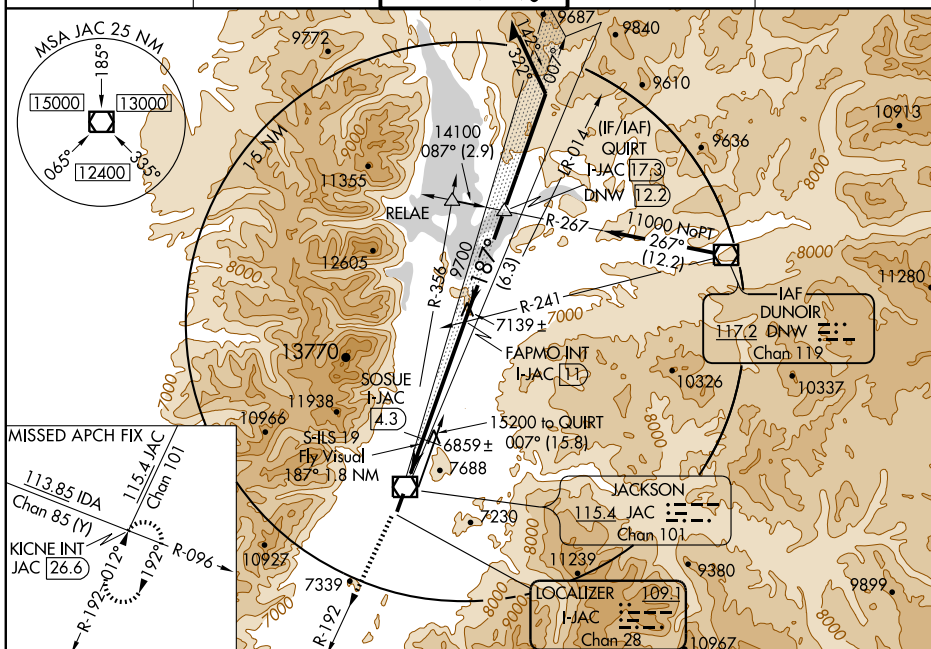 MSA JAC 25 NM
185°
15000
13000
065°
335°
12400
9772
15 NM
11355
12605
13770
11938
10966
8000
8000
7000
9687
142°
322°
007°
9840
9610
9636
10913
14100
087° (2.9)
RELAE
LR-014
(IF/IAF)
QUIRT
I-JAC 17.3
DNW 12.2
R-267
11000 NoPT
267°
(12.2)
R-356
9700
187°
(6.3)
R-241
7000
8000
11280
IAF
DUNOIR
117.2 DNW
Chan 119
7139 ±
FAPMO INT
I-JAC 11
10326
10337
SOSUE
I-JAC
4.3
S-ILS 19
Fly Visual
187° 1.8 NM
15200 to QUIRT
007° (15.8)
6859 ±
7688
8000
JACKSON
115.4 JAC
Chan 101
7230
8000
11239
9380
9899
LOCALIZER 109.1
I-JAC
Chan 28
10967
9000
8000
MISSED APCH FIX
113.85 IDA
Chan 85 (Y)
115.4 JAC
Chan 101
KICNE INT
JAC 26.6
R-096
012°
192°
R-192
10927
7000
7339
R-192